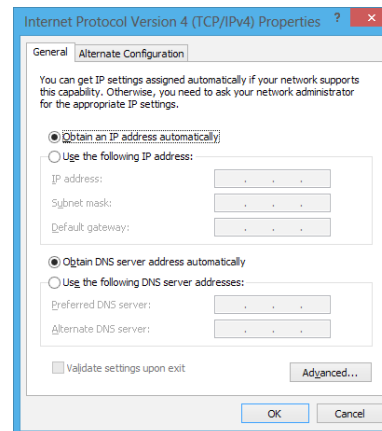 Internet Protocol Version 4 (TCP/IPv4) Properties ? ×
General Alternate Configuration
You can get IP settings assigned automatically if your network supports
this capability. Otherwise, you need to ask your network administrator
for the appropriate IP settings.
Obtain an IP address automatically
Use the following IP address:
IP address: . . .
Subnet mask: . . .
Default gateway: . . .
Obtain DNS server address automatically
Use the following DNS server addresses:
Preferred DNS server: . . .
Alternate DNS server: . . .
Validate settings upon exit
Advanced...
OK Cancel